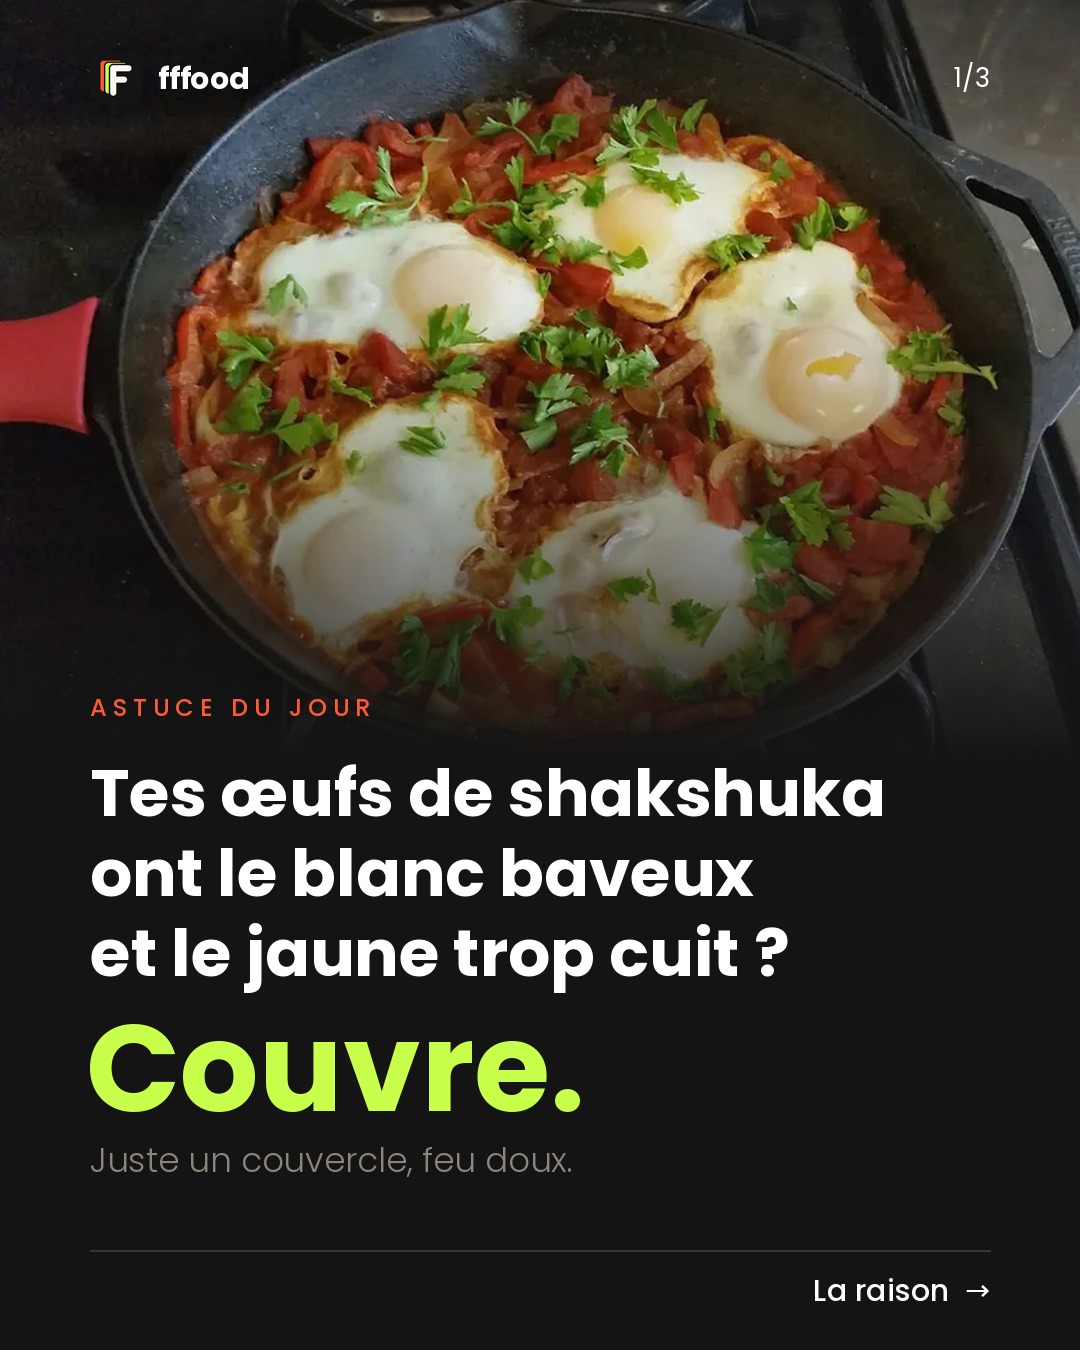 fffood
1/3
ASTUCE DU JOUR
Tes œufs de shakshuka
ont le blanc baveux
et le jaune trop cuit ?
Couvre.
Juste un couvercle, feu doux.
La raison →